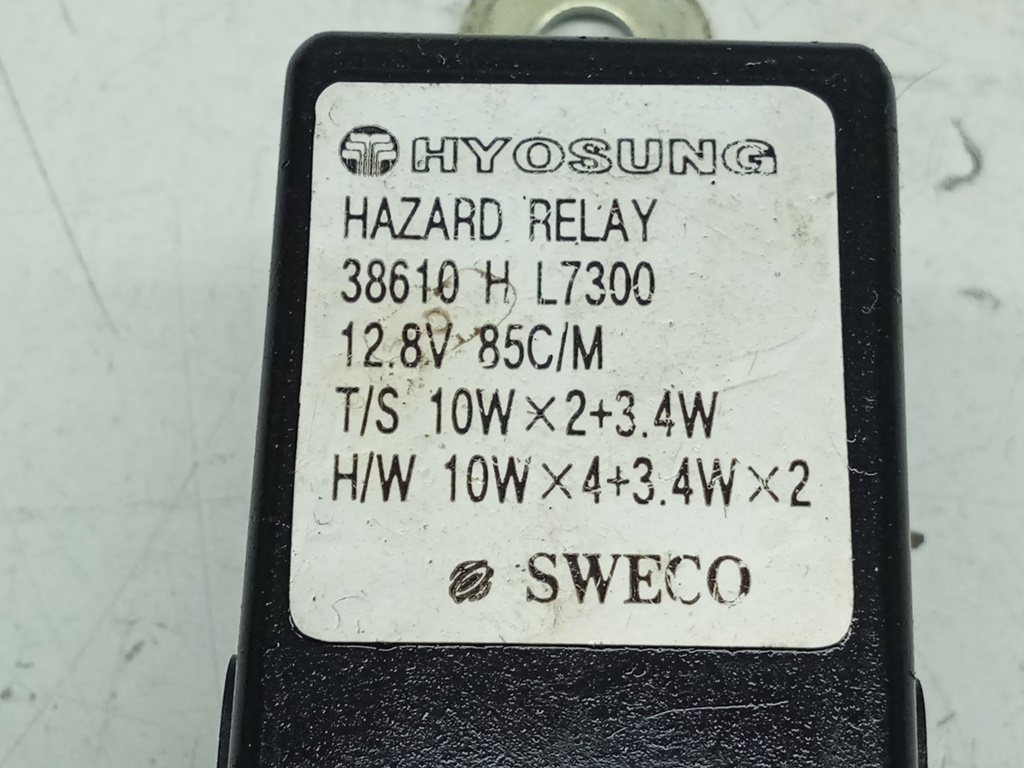 HYOSUNG
HAZARD RELAY
38610 H L7300
12.8V 85C/M
T/S 10W×2+3.4W
H/W 10W×4+3.4W×2
SWECO